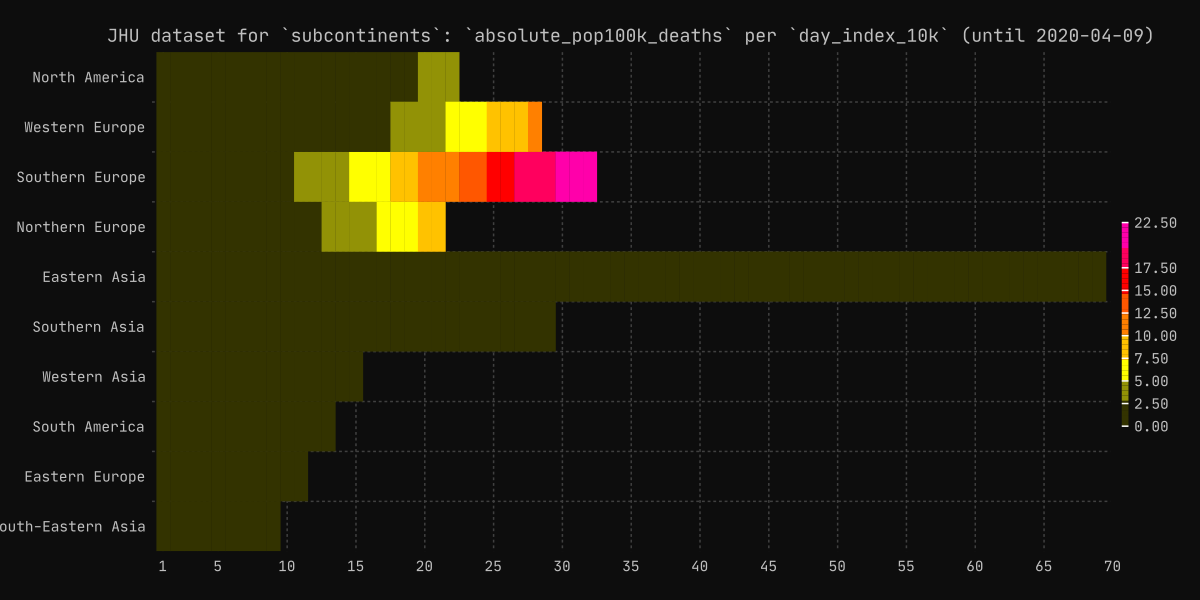 JHU dataset for `subcontinents`: `absolute_pop100k_deaths` per `day_index_10k` (until 2020-04-09)
North America
Western Europe
Southern Europe
Northern Europe
Eastern Asia
Southern Asia
Western Asia
South America
Eastern Europe
outh-Eastern Asia
22.50
17.50
15.00
12.50
10.00
7.50
5.00
2.50
0.00
1 5 10 15 20 25 30 35 40 45 50 55 60 65 70